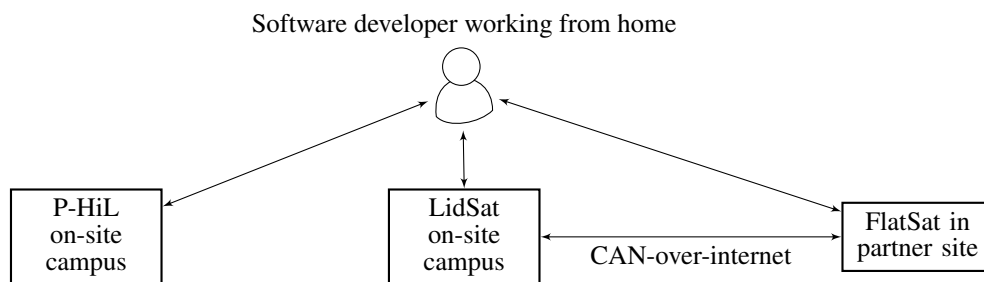 Software developer working from home
P-HiL
on-site
campus
LidSat
on-site
campus
CAN-over-internet
FlatSat in
partner site